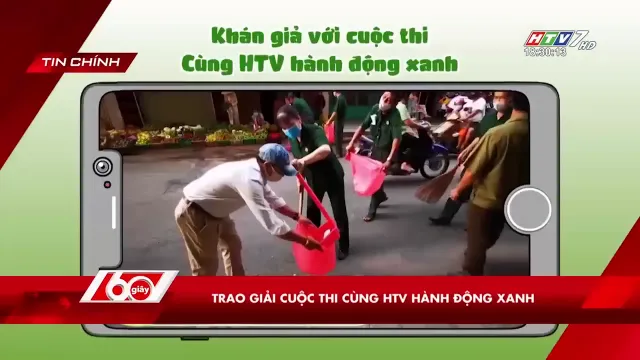 Khán giả với cuộc thi
Cùng HTV hành động xanh
HTV7 HD
18:30:13
TIN CHÍNH
60 giây
TRAO GIẢI CUỘC THI CÙNG HTV HÀNH ĐỘNG XANH